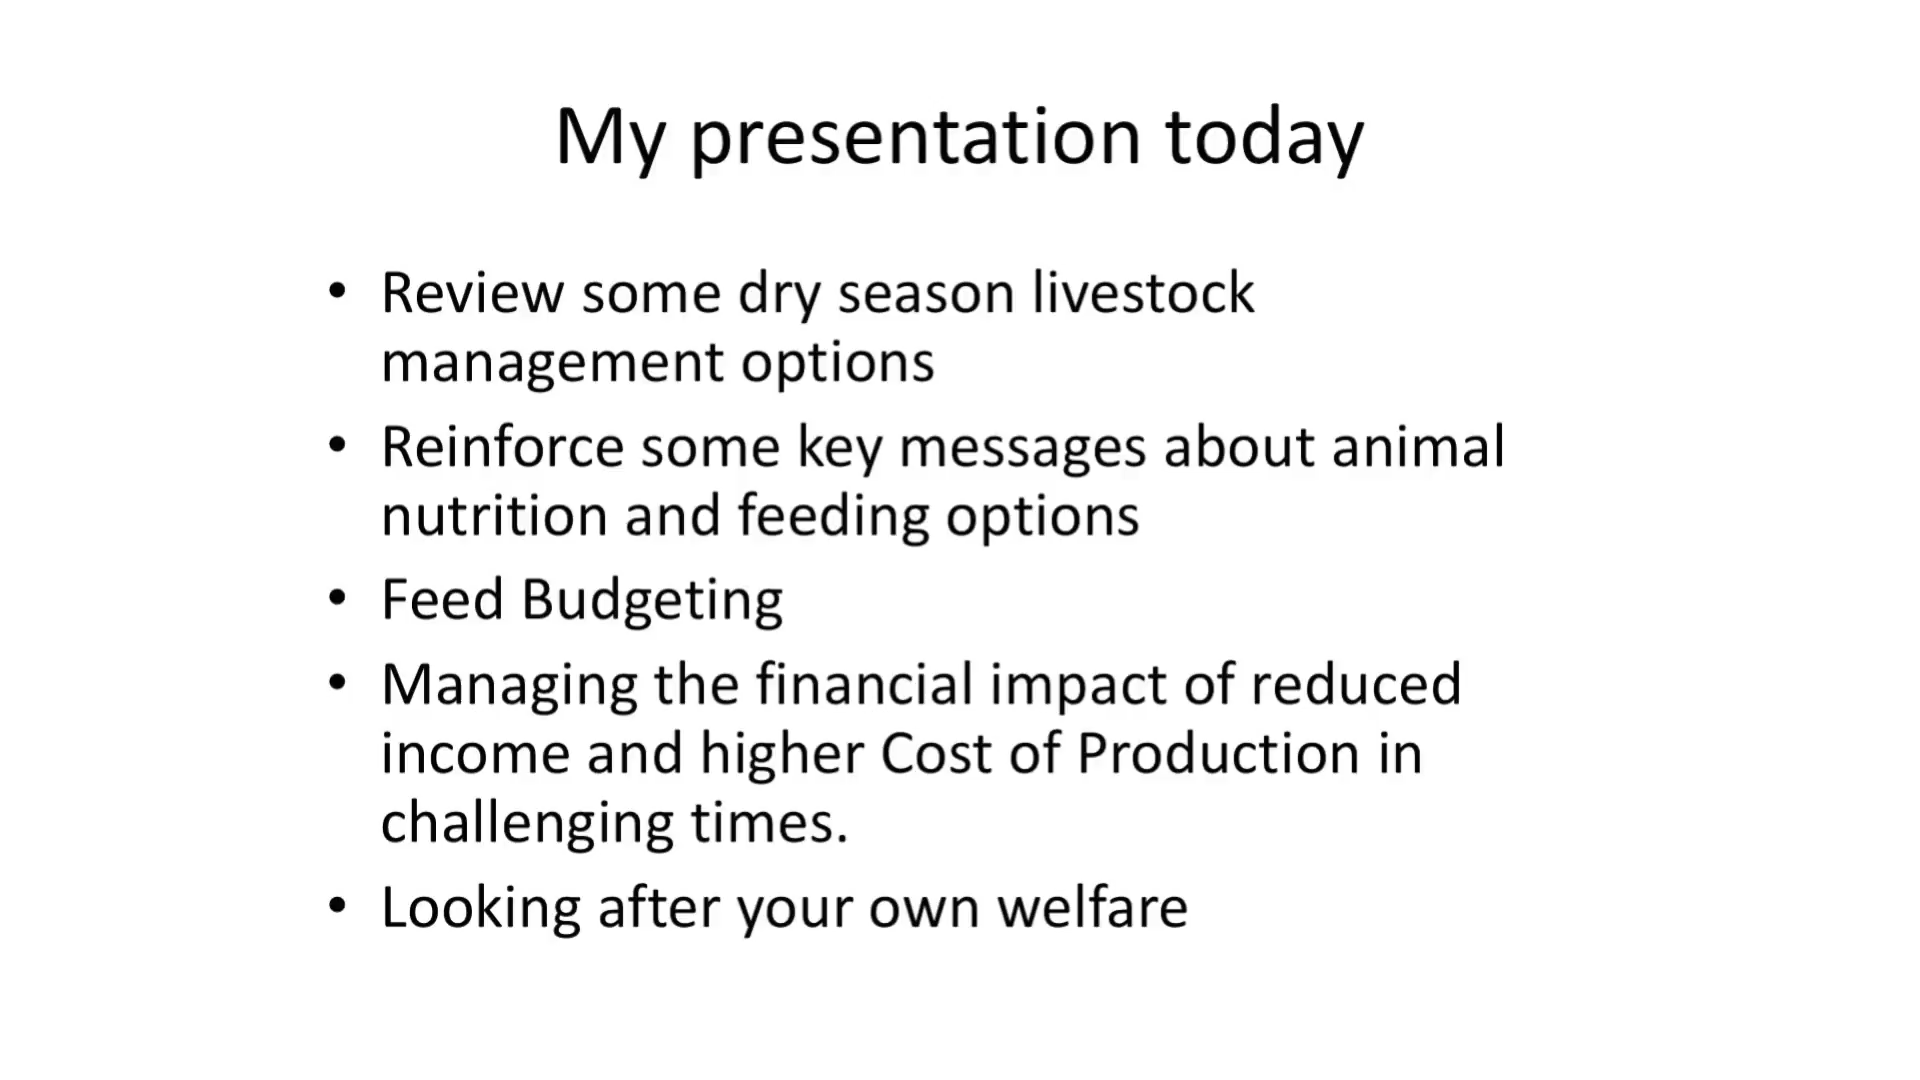 My presentation today
• Review some dry season livestock
management options
• Reinforce some key messages about animal
nutrition and feeding options
• Feed Budgeting
• Managing the financial impact of reduced
income and higher Cost of Production in
challenging times.
• Looking after your own welfare